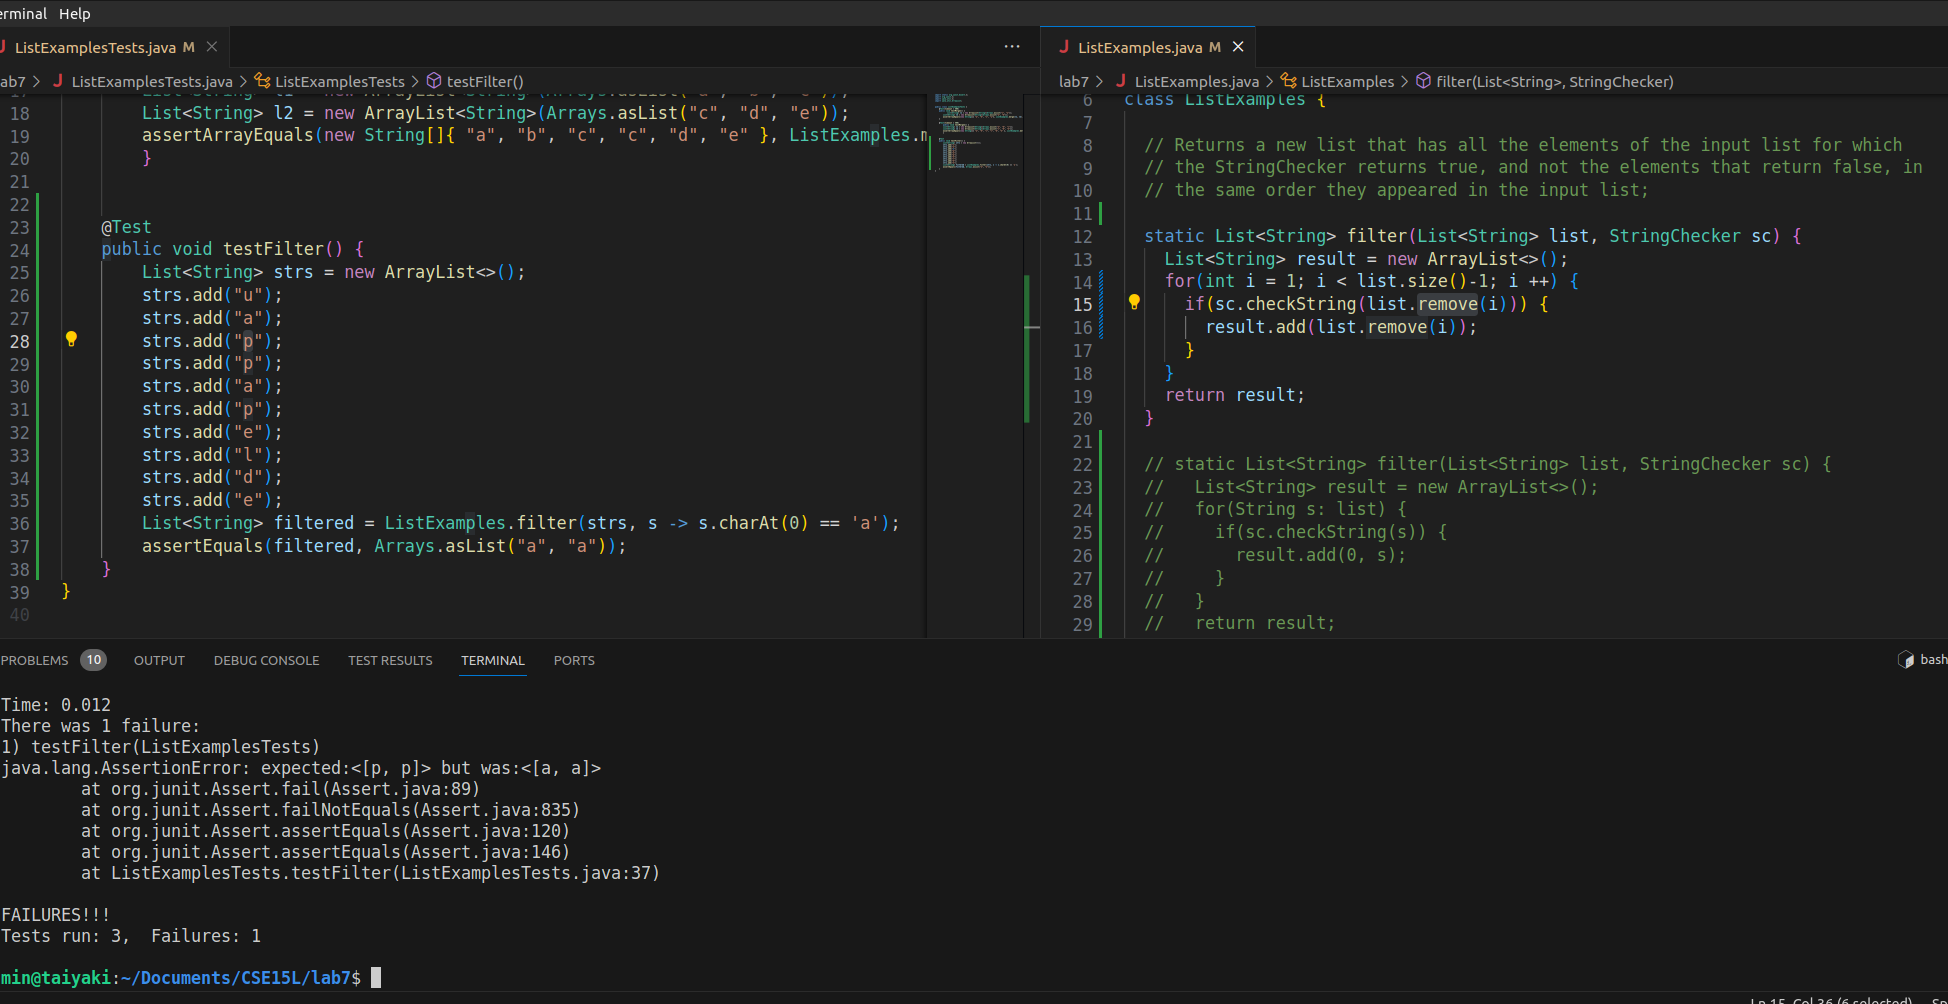 erminal Help
J ListExamplesTests.java M
J ListExamples.java M
ab7 > J ListExamplesTests.java > ListExamplesTests > testFilter()
lab7 > J ListExamples.java > ListExamples > filter(List<String>, StringChecker)
18 List<String> l2 = new ArrayList<String>(Arrays.asList("c", "d", "e"));
19 assertArrayEquals(new String[]{ "a", "b", "c", "c", "d", "e" }, ListExamples.m
20 }
21
22
23 @Test
24 public void testFilter() {
25 List<String> strs = new ArrayList<>();
26 strs.add("u");
27 strs.add("a");
28 strs.add("p");
29 strs.add("p");
30 strs.add("a");
31 strs.add("p");
32 strs.add("e");
33 strs.add("l");
34 strs.add("d");
35 strs.add("e");
36 List<String> filtered = ListExamples.filter(strs, s -> s.charAt(0) == 'a');
37 assertEquals(filtered, Arrays.asList("a", "a"));
38 }
39 }
40
6 class ListExamples {
7
8 // Returns a new list that has all the elements of the input list for which
9 // the StringChecker returns true, and not the elements that return false, in
10 // the same order they appeared in the input list;
11
12 static List<String> filter(List<String> list, StringChecker sc) {
13 List<String> result = new ArrayList<>();
14 for(int i = 1; i < list.size()-1; i ++) {
15 if(sc.checkString(list.remove(i))) {
16 result.add(list.remove(i));
17 }
18 }
19 return result;
20 }
21
22 // static List<String> filter(List<String> list, StringChecker sc) {
23 // List<String> result = new ArrayList<>();
24 // for(String s: list) {
25 // if(sc.checkString(s)) {
26 // result.add(0, s);
27 // }
28 // }
29 // return result;
PROBLEMS 10 OUTPUT DEBUG CONSOLE TEST RESULTS TERMINAL PORTS
bash
Time: 0.012
There was 1 failure:
1) testFilter(ListExamplesTests)
java.lang.AssertionError: expected:<[p, p]> but was:<[a, a]>
at org.junit.Assert.fail(Assert.java:89)
at org.junit.Assert.failNotEquals(Assert.java:835)
at org.junit.Assert.assertEquals(Assert.java:120)
at org.junit.Assert.assertEquals(Assert.java:146)
at ListExamplesTests.testFilter(ListExamplesTests.java:37)
FAILURES!!!
Tests run: 3,  Failures: 1
min@taiyaki:~/Documents/CSE15L/lab7$
Ln 15, Col 36 (6 selected)